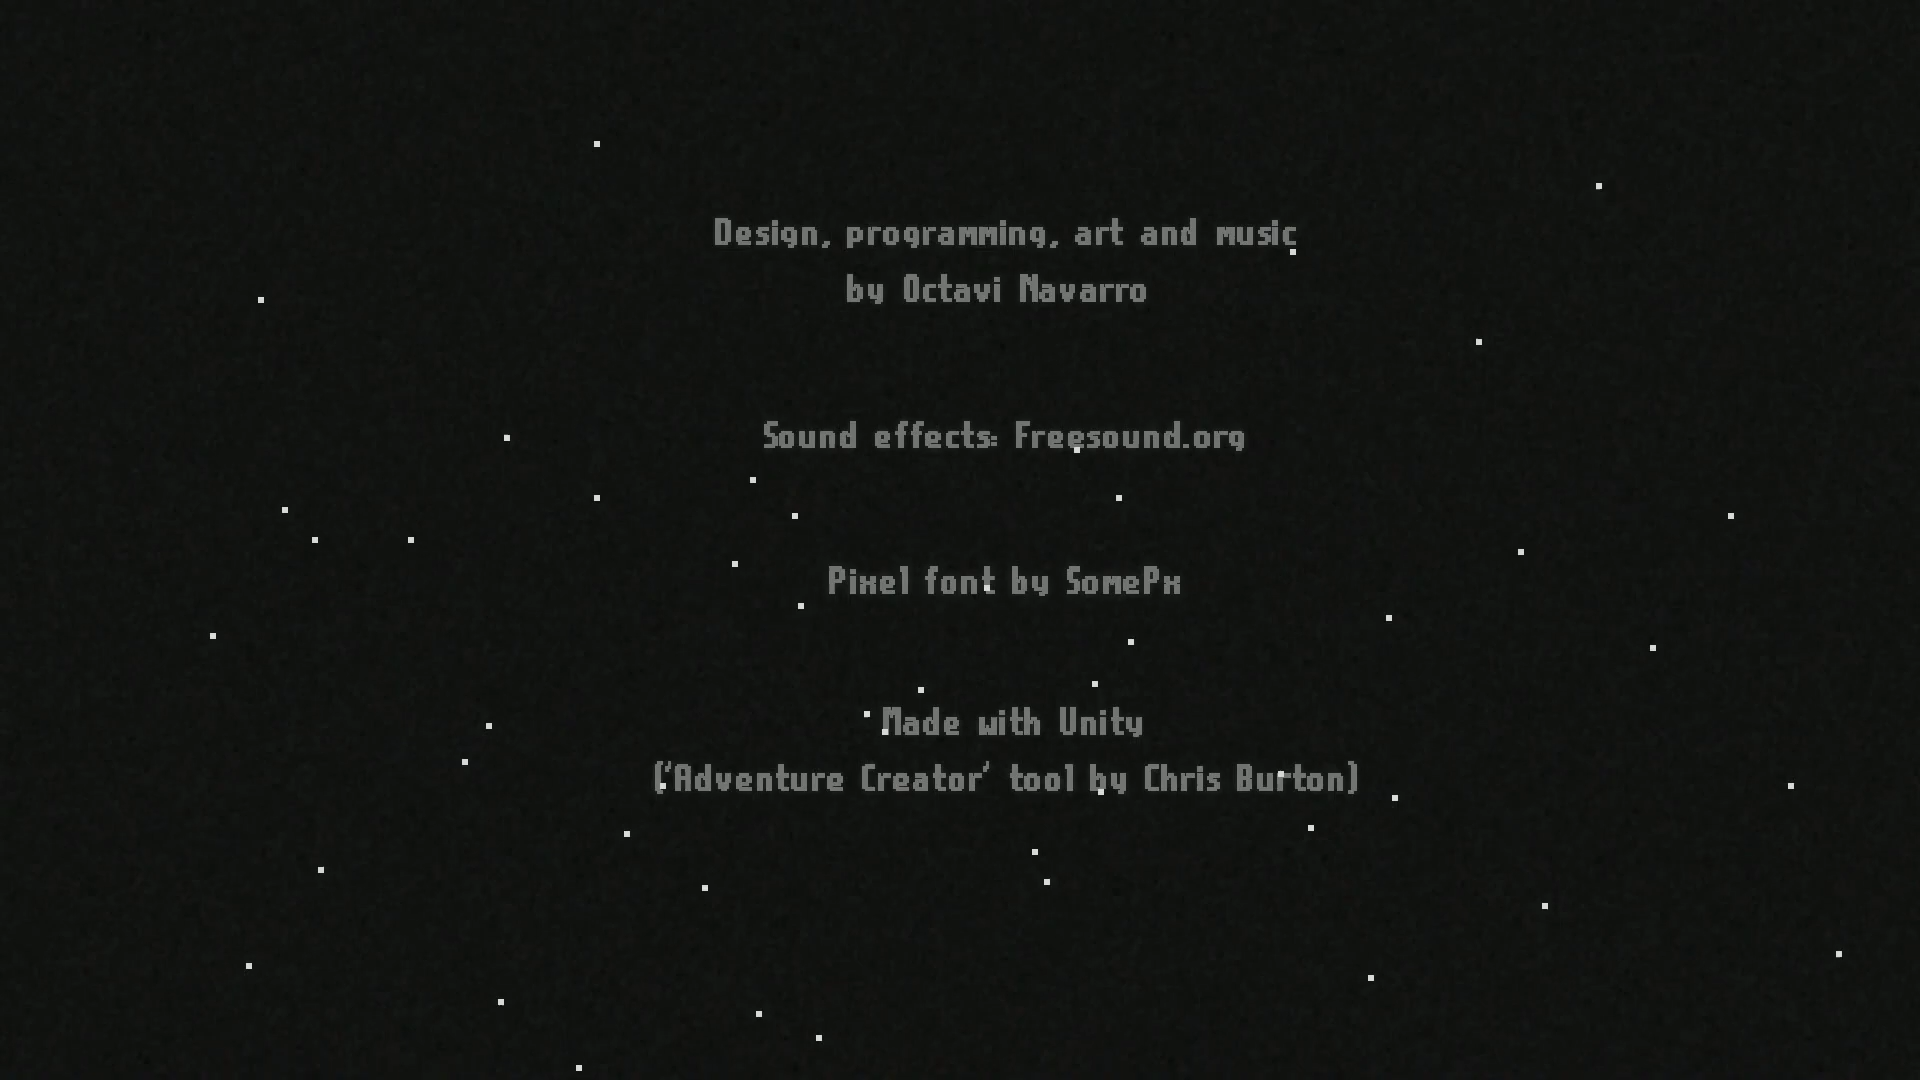 Design, programming, art and music
by Octavi Navarro
Sound effects: Freesound.org
Pixel font by SomePx
Made with Unity
('Adventure Creator' tool by Chris Burton)